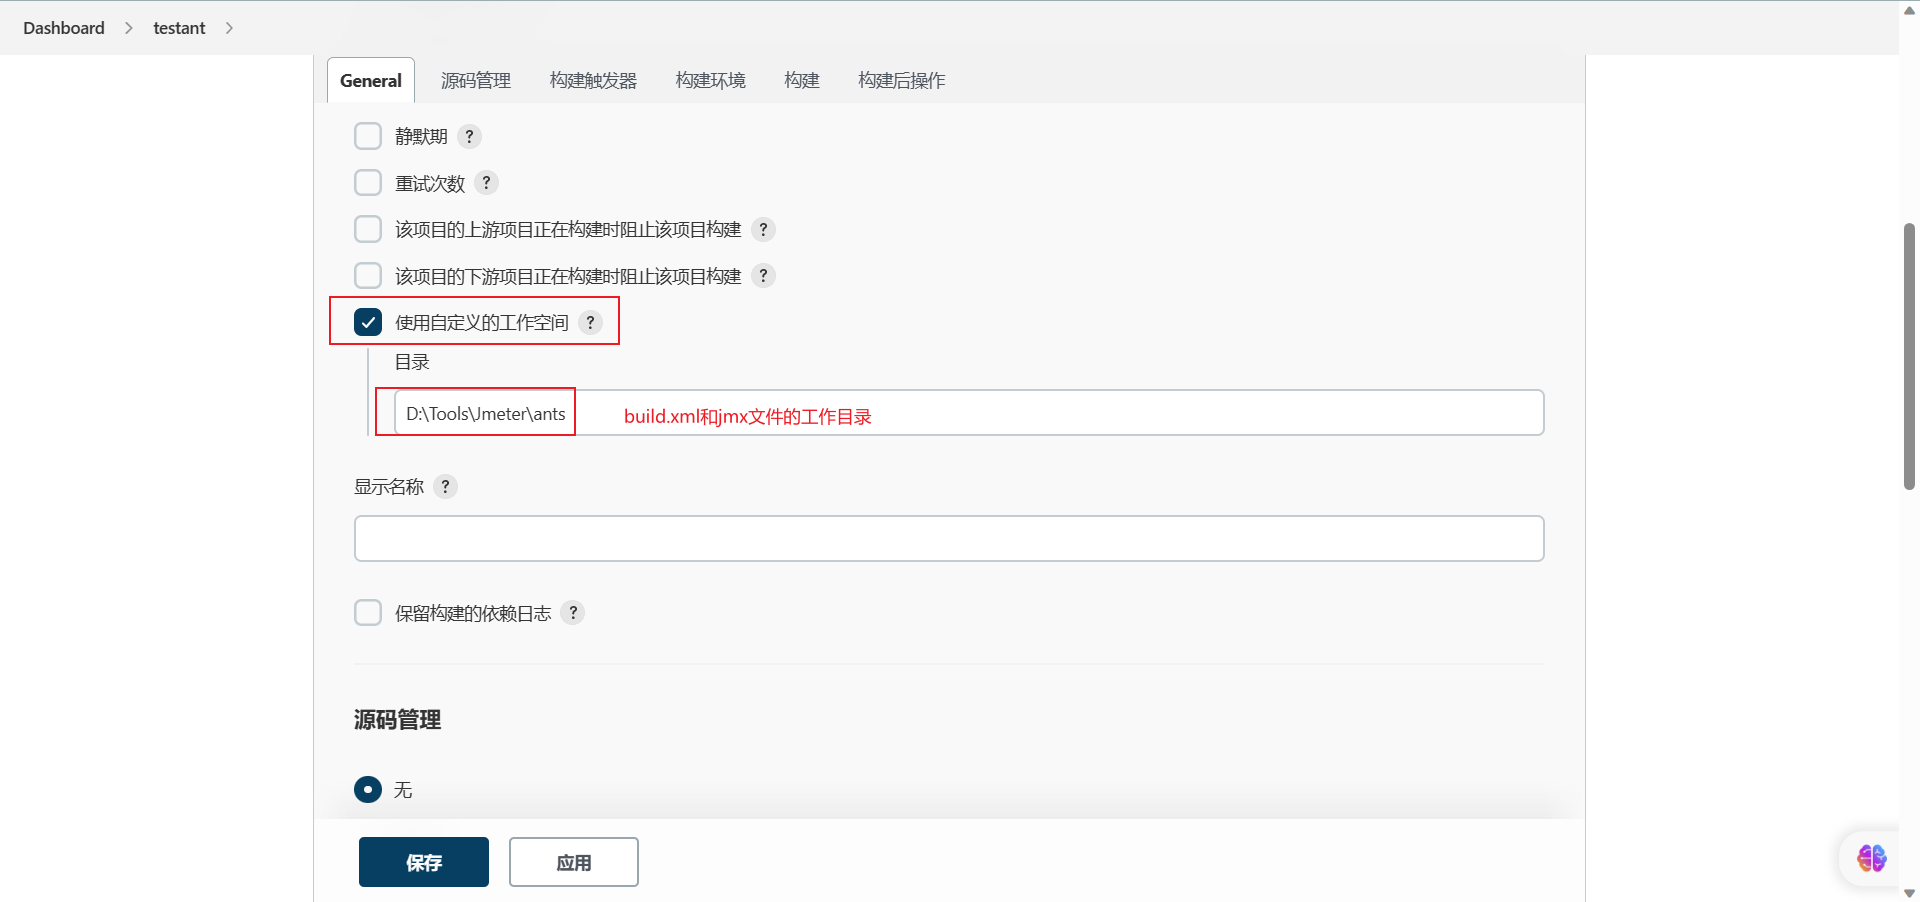 Dashboard > testant >
General 源码管理 构建触发器 构建环境 构建 构建后操作
静默期 ?
重试次数 ?
该项目的上游项目正在构建时阻止该项目构建 ?
该项目的下游项目正在构建时阻止该项目构建 ?
使用自定义的工作空间 ?
目录
D:\Tools\Jmeter\ants build.xml和jmx文件的工作目录
显示名称 ?
保留构建的依赖日志 ?
源码管理
无
保存 应用